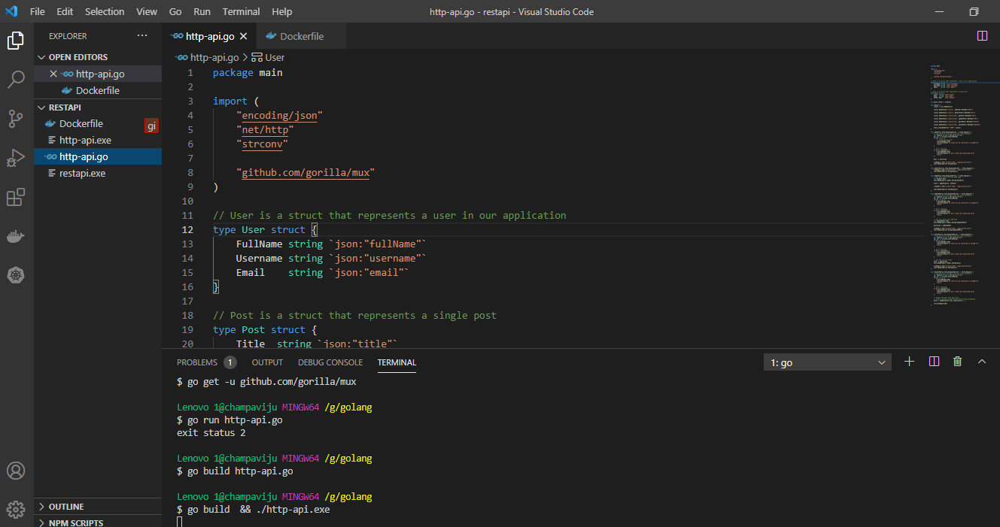 File Edit Selection View Go Run Terminal Help http-api.go - restapi - Visual Studio Code
EXPLORER ...
OPEN EDITORS
GO http-api.go
Dockerfile
RESTAPI
Dockerfile
gi
http-api.exe
GO http-api.go
restapi.exe
OUTLINE
NPM SCRIPTS
GO http-api.go Dockerfile
GO http-api.go > User
1 package main
2
3 import (
4 "encoding/json"
5 "net/http"
6 "strconv"
7
8 "github.com/gorilla/mux"
9 )
10
11 // User is a struct that represents a user in our application
12 type User struct {
13 FullName string `json:"fullName"`
14 Username string `json:"username"`
15 Email string `json:"email"`
16 }
17
18 // Post is a struct that represents a single post
19 type Post struct {
20 Title string `json:"title"`
PROBLEMS 1 OUTPUT DEBUG CONSOLE TERMINAL 1: go
$ go get -u github.com/gorilla/mux
Lenovo 1@champaviju MINGW64 /g/golang
$ go run http-api.go
exit status 2
Lenovo 1@champaviju MINGW64 /g/golang
$ go build http-api.go
Lenovo 1@champaviju MINGW64 /g/golang
$ go build  && ./http-api.exe